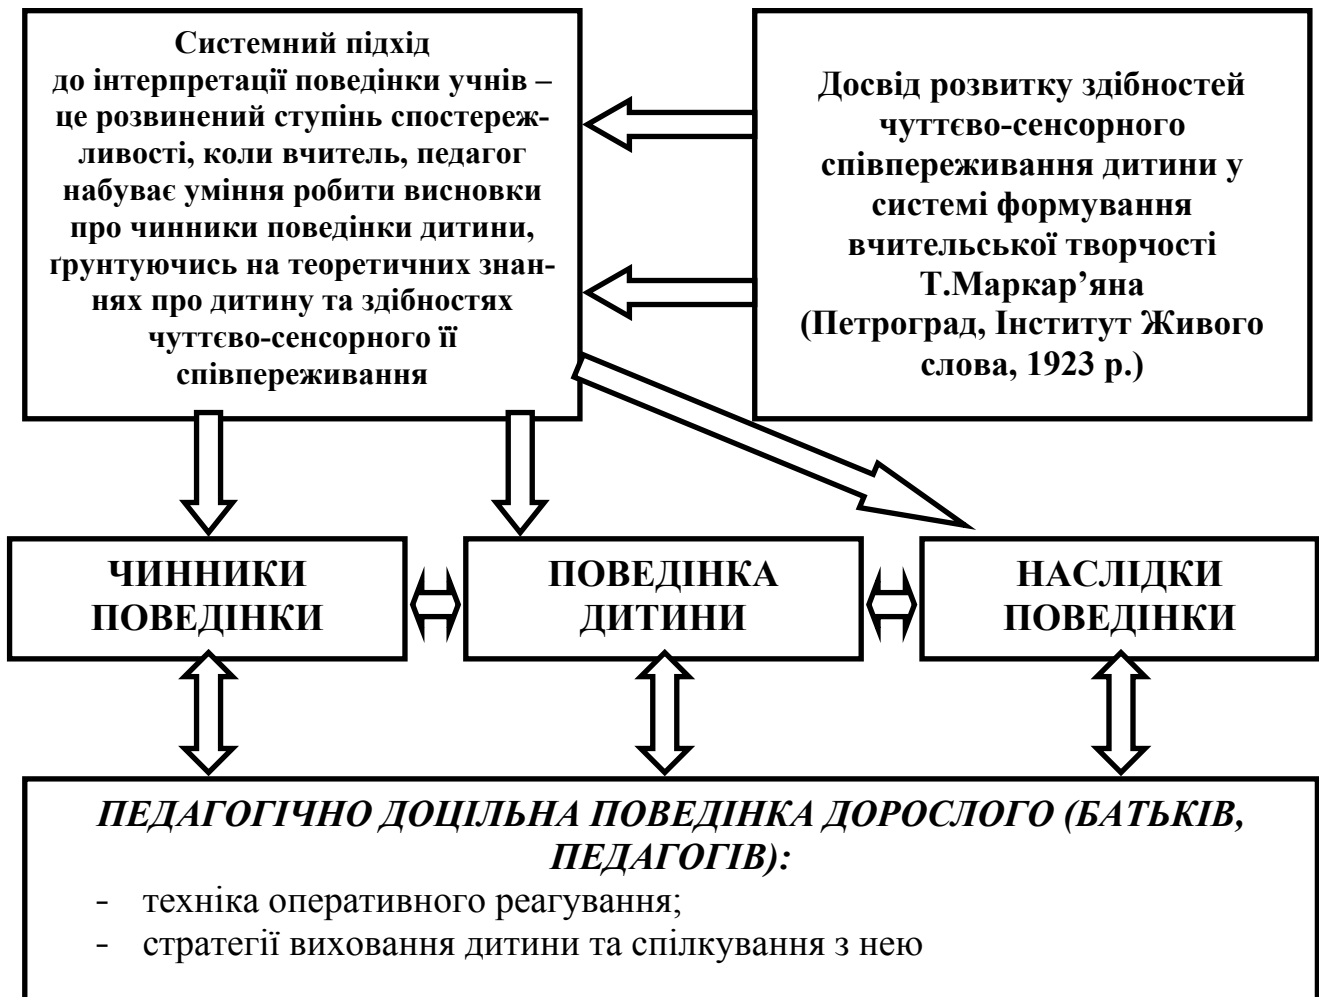 Системний підхід
до інтерпретації поведінки учнів –
це розвинений ступінь спостереж-
ливості, коли вчитель, педагог
набуває уміння робити висновки
про чинники поведінки дитини,
ґрунтуючись на теоретичних знан-
нях про дитину та здібностях
чуттєво-сенсорного її
співпереживання
Досвід розвитку здібностей
чуттєво-сенсорного
співпереживання дитини у
системі формування
вчительської творчості
Т.Маркар’яна
(Петроград, Інститут Живого
слова, 1923 р.)
ЧИННИКИ
ПОВЕДІНКИ
ПОВЕДІНКА
ДИТИНИ
НАСЛІДКИ
ПОВЕДІНКИ
ПЕДАГОГІЧНО ДОЦІЛЬНА ПОВЕДІНКА ДОРОСЛОГО (БАТЬКІВ,
ПЕДАГОГІВ):
- техніка оперативного реагування;
- стратегії виховання дитини та спілкування з нею